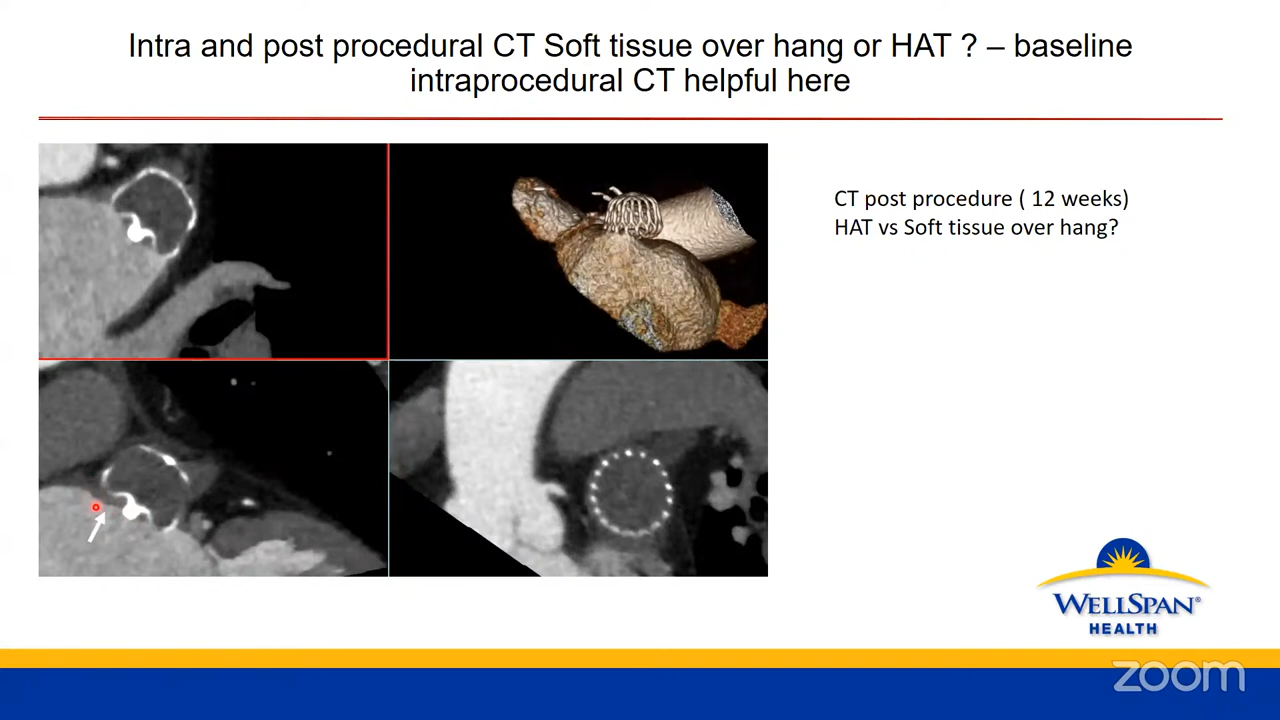 Intra and post procedural CT Soft tissue over hang or HAT ? – baseline
intraprocedural CT helpful here
CT post procedure ( 12 weeks)
HAT vs Soft tissue over hang?
WELLSPAN®
HEALTH
zoom